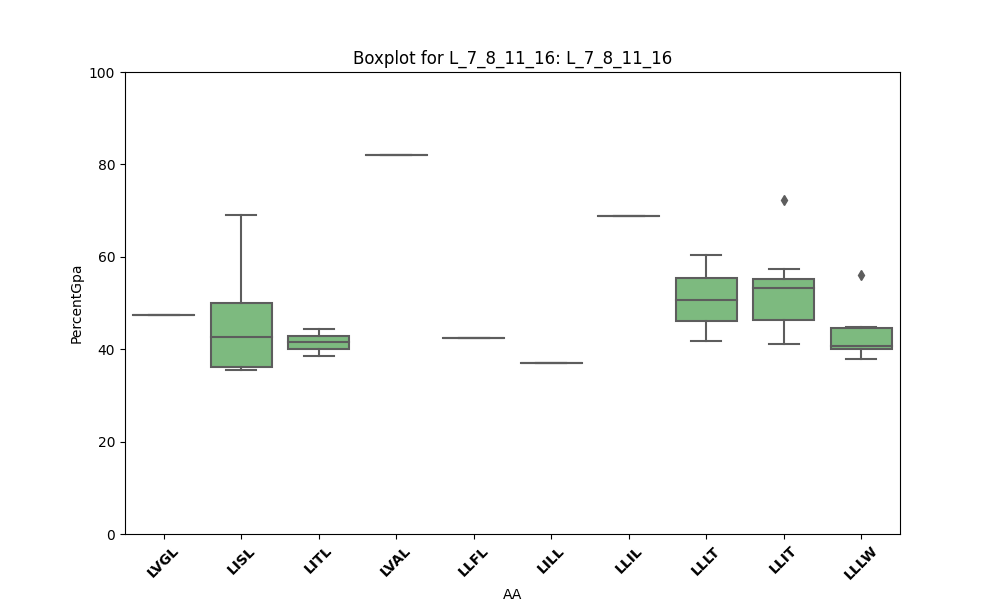 Boxplot for L_7_8_11_16: L_7_8_11_16
100
80
60
40
20
0
PercentGpa
LVGL
LISL
LITL
LVAL
LLFL
LILL
LLIL
LLLT
LLIT
LLLW
AA